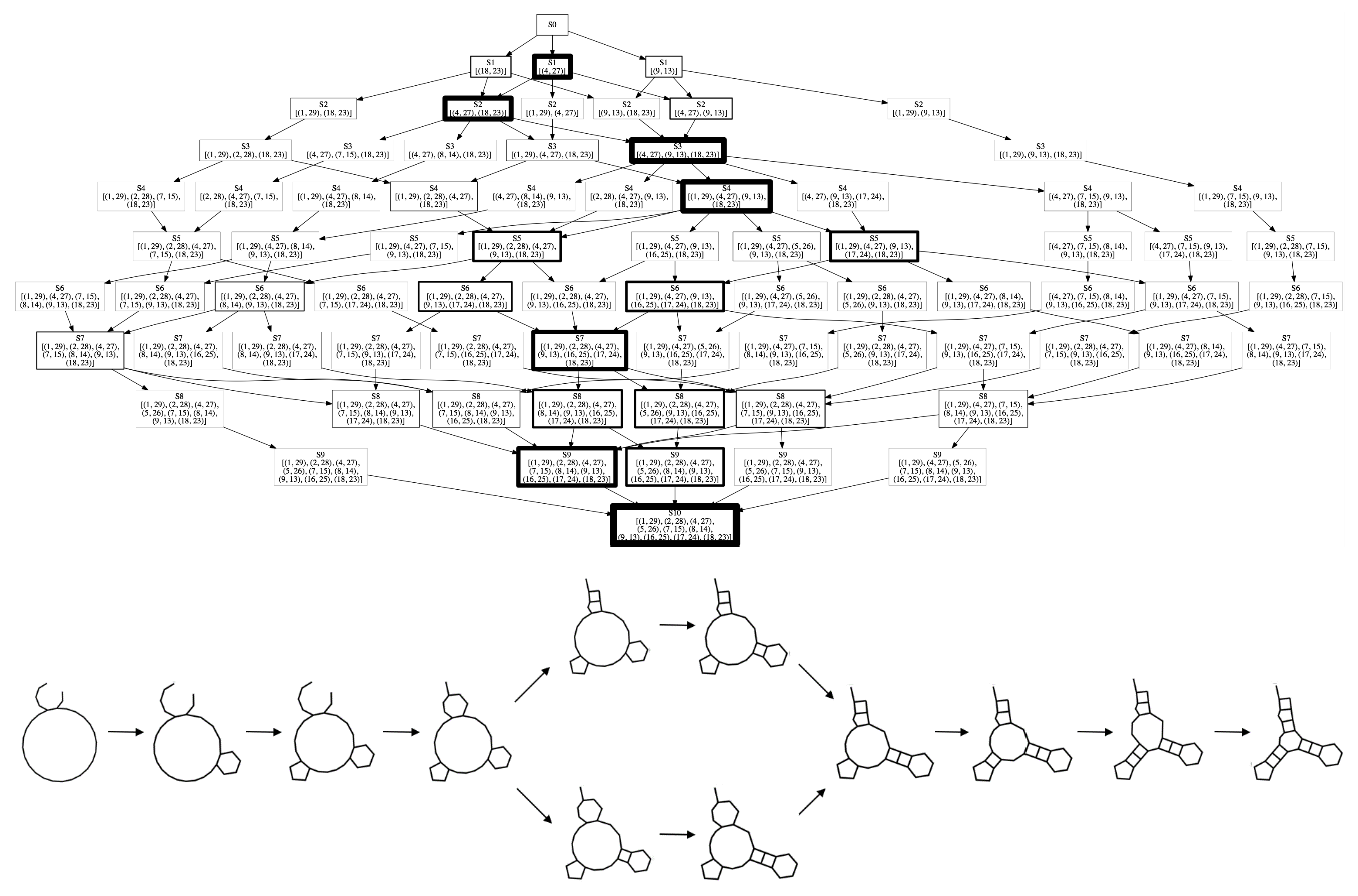 S0
S1
[(18, 23)]
S1
[(4, 27)]
S1
[(9, 13)]
S2
[(1, 29), (18, 23)]
S2
[(4, 27), (18, 23)]
S2
[(1, 29), (4, 27)]
S2
[(9, 13), (18, 23)]
S2
[(4, 27), (9, 13)]
S2
[(1, 29), (9, 13)]
S3
[(1, 29), (2, 28), (18, 23)]
S3
[(4, 27), (7, 15), (18, 23)]
S3
[(4, 27), (8, 14), (18, 23)]
S3
[(1, 29), (4, 27), (18, 23)]
S3
[(4, 27), (9, 13), (18, 23)]
S3
[(1, 29), (9, 13), (18, 23)]
S4
[(1, 29), (2, 28), (7, 15),
(18, 23)]
S4
[(2, 28), (4, 27), (7, 15),
(18, 23)]
S4
[(1, 29), (4, 27), (8, 14),
(18, 23)]
S4
[(1, 29), (2, 28), (4, 27),
(18, 23)]
S4
[(4, 27), (8, 14), (9, 13),
(18, 23)]
S4
[(2, 28), (4, 27), (9, 13),
(18, 23)]
S4
[(1, 29), (4, 27), (9, 13),
(18, 23)]
S4
[(4, 27), (9, 13), (17, 24),
(18, 23)]
S4
[(4, 27), (7, 15), (9, 13),
(18, 23)]
S4
[(1, 29), (7, 15), (9, 13),
(18, 23)]
S5
[(1, 29), (2, 28), (4, 27),
(7, 15), (18, 23)]
S5
[(1, 29), (4, 27), (8, 14),
(9, 13), (18, 23)]
S5
[(1, 29), (4, 27), (7, 15),
(9, 13), (18, 23)]
S5
[(1, 29), (2, 28), (4, 27),
(9, 13), (18, 23)]
S5
[(1, 29), (4, 27), (9, 13),
(16, 25), (18, 23)]
S5
[(1, 29), (4, 27), (5, 26),
(9, 13), (18, 23)]
S5
[(1, 29), (4, 27), (9, 13),
(17, 24), (18, 23)]
S5
[(4, 27), (7, 15), (8, 14),
(9, 13), (18, 23)]
S5
[(4, 27), (7, 15), (9, 13),
(17, 24), (18, 23)]
S5
[(1, 29), (2, 28), (7, 15),
(9, 13), (18, 23)]
S6
[(1, 29), (4, 27), (7, 15),
(8, 14), (9, 13), (18, 23)]
S6
[(1, 29), (2, 28), (4, 27),
(7, 15), (9, 13), (18, 23)]
S6
[(1, 29), (2, 28), (4, 27),
(8, 14), (9, 13), (18, 23)]
S6
[(1, 29), (2, 28), (4, 27),
(7, 15), (17, 24), (18, 23)]
S6
[(1, 29), (2, 28), (4, 27),
(9, 13), (17, 24), (18, 23)]
S6
[(1, 29), (2, 28), (4, 27),
(9, 13), (16, 25), (18, 23)]
S6
[(1, 29), (4, 27), (9, 13),
(16, 25), (17, 24), (18, 23)]
S6
[(1, 29), (4, 27), (5, 26),
(9, 13), (17, 24), (18, 23)]
S6
[(1, 29), (2, 28), (4, 27),
(5, 26), (9, 13), (18, 23)]
S6
[(1, 29), (4, 27), (8, 14),
(9, 13), (17, 24), (18, 23)]
S6
[(4, 27), (7, 15), (8, 14),
(9, 13), (16, 25), (18, 23)]
S6
[(1, 29), (4, 27), (7, 15),
(9, 13), (17, 24), (18, 23)]
S6
[(1, 29), (2, 28), (7, 15),
(9, 13), (16, 25), (18, 23)]
S7
[(1, 29), (2, 28), (4, 27),
(7, 15), (8, 14), (9, 13),
(18, 23)]
S7
[(1, 29), (2, 28), (4, 27),
(8, 14), (9, 13), (16, 25),
(18, 23)]
S7
[(1, 29), (2, 28), (4, 27),
(8, 14), (9, 13), (17, 24),
(18, 23)]
S7
[(1, 29), (2, 28), (4, 27),
(7, 15), (9, 13), (17, 24),
(18, 23)]
S7
[(1, 29), (2, 28), (4, 27),
(7, 15), (16, 25), (17, 24),
(18, 23)]
S7
[(1, 29), (2, 28), (4, 27),
(9, 13), (16, 25), (17, 24),
(18, 23)]
S7
[(1, 29), (4, 27), (5, 26),
(9, 13), (16, 25), (17, 24),
(18, 23)]
S7
[(1, 29), (4, 27), (7, 15),
(8, 14), (9, 13), (16, 25),
(18, 23)]
S7
[(1, 29), (2, 28), (4, 27),
(5, 26), (9, 13), (17, 24),
(18, 23)]
S7
[(1, 29), (4, 27), (7, 15),
(9, 13), (16, 25), (17, 24),
(18, 23)]
S7
[(1, 29), (2, 28), (4, 27),
(7, 15), (9, 13), (16, 25),
(18, 23)]
S7
[(1, 29), (4, 27), (8, 14),
(9, 13), (16, 25), (17, 24),
(18, 23)]
S7
[(1, 29), (4, 27), (7, 15),
(8, 14), (9, 13), (17, 24),
(18, 23)]
S8
[(1, 29), (2, 28), (4, 27),
(5, 26), (7, 15), (8, 14),
(9, 13), (18, 23)]
S8
[(1, 29), (2, 28), (4, 27),
(7, 15), (8, 14), (9, 13),
(17, 24), (18, 23)]
S8
[(1, 29), (2, 28), (4, 27),
(7, 15), (8, 14), (9, 13),
(16, 25), (18, 23)]
S8
[(1, 29), (2, 28), (4, 27),
(8, 14), (9, 13), (16, 25),
(17, 24), (18, 23)]
S8
[(1, 29), (2, 28), (4, 27),
(5, 26), (9, 13), (16, 25),
(17, 24), (18, 23)]
S8
[(1, 29), (2, 28), (4, 27),
(7, 15), (9, 13), (16, 25),
(17, 24), (18, 23)]
S8
[(1, 29), (4, 27), (7, 15),
(8, 14), (9, 13), (16, 25),
(17, 24), (18, 23)]
S9
[(1, 29), (2, 28), (4, 27),
(5, 26), (7, 15), (8, 14),
(9, 13), (16, 25), (18, 23)]
S9
[(1, 29), (2, 28), (4, 27),
(7, 15), (8, 14), (9, 13),
(16, 25), (17, 24), (18, 23)]
S9
[(1, 29), (2, 28), (4, 27),
(5, 26), (8, 14), (9, 13),
(16, 25), (17, 24), (18, 23)]
S9
[(1, 29), (2, 28), (4, 27),
(5, 26), (7, 15), (9, 13),
(16, 25), (17, 24), (18, 23)]
S9
[(1, 29), (4, 27), (5, 26),
(7, 15), (8, 14), (9, 13),
(16, 25), (17, 24), (18, 23)]
S10
[(1, 29), (2, 28), (4, 27),
(5, 26), (7, 15), (8, 14),
(9, 13), (16, 25), (17, 24), (18, 23)]